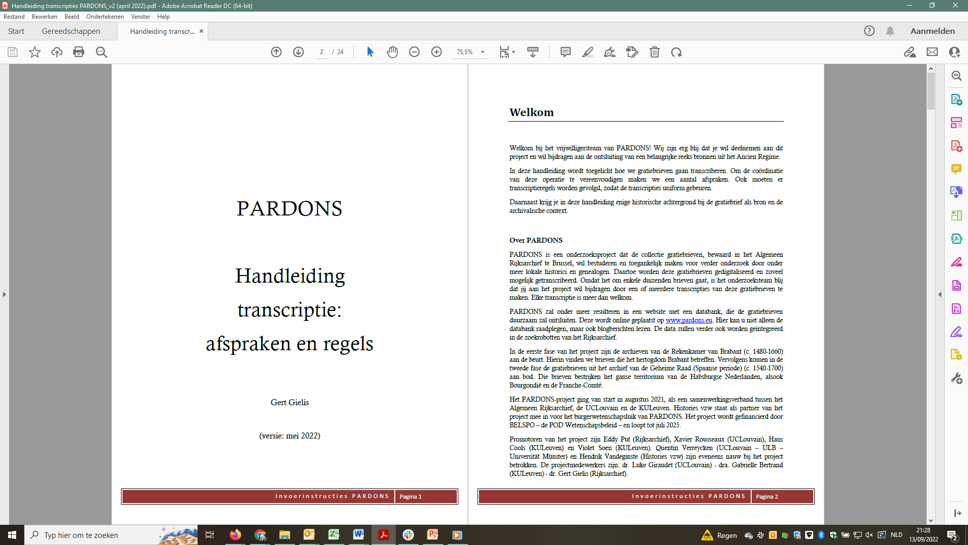 Handleiding transcripties PARDONS_v2 (april 2022).pdf - Adobe Acrobat Reader DC (64-bit)
Bestand Bewerken Beeld Ondertekenen Venster Help
Start Gereedschappen Handleiding transcr... × Aanmelden
2 / 24 75,5%
PARDONS
Handleiding
transcriptie:
afspraken en regels
Gert Gielis
(versie: mei 2022)
Invoerinstructies PARDONS Pagina 1
Welkom
Welkom bij het vrijwilligersteam van PARDONS! Wij zijn erg blij dat je wil deelnemen aan dit
project en wil bijdragen aan de ontsluiting van een belangrijke reeks bronnen uit het Ancien Regime.
In deze handleiding wordt toegelicht hoe we gratiebrieven gaan transcriberen. Om de coördinatie
van deze operatie te vereenvoudigen maken we een aantal afspraken. Ook moeten er
transcriptieregels worden gevolgd, zodat de transcripties uniform gebeuren.
Daarnaast krijg je in deze handleiding enige historische achtergrond bij de gratiebrief als bron en de
archivalische context.
Over PARDONS
PARDONS is een onderzoeksproject dat de collectie gratiebrieven, bewaard in het Algemeen
Rijksarchief te Brussel, wil bestuderen en toegankelijk maken voor verder onderzoek door onder
meer lokale historici en genealogen. Daartoe worden deze gratiebrieven gedigitaliseerd en zoveel
mogelijk getranscribeerd. Omdat het om enkele duizenden brieven gaat, is het onderzoeksteam blij
dat jij aan het project wil bijdragen door een of meerdere transcripties van deze gratiebrieven te
maken. Elke transcriptie is meer dan welkom.
PARDONS zal onder meer resulteren in een website met een databank, die de gratiebrieven
duurzaam zal ontsluiten. Deze wordt online geplaatst op www.pardons.eu. Hier kan u niet alleen de
databank raadplegen, maar ook blogberichten lezen. De data zullen verder ook worden geïntegreerd
in de zoekrobotten van het Rijksarchief.
In de eerste fase van het project zijn de archieven van de Rekenkamer van Brabant (c. 1480-1660)
aan de beurt. Hierin vinden we brieven die het hertogdom Brabant betreffen. Vervolgens komen in de
tweede fase de gratiebrieven uit het archief van de Geheime Raad (Spaanse periode) (c. 1540-1700)
aan bod. Die brieven bestrijken het ganse territorium van de Habsburgse Nederlanden, alsook
Bourgondië en de Franche-Comté.
Het PARDONS-project ging van start in augustus 2021, als een samenwerkingsverband tussen het
Algemeen Rijksarchief, de UCLouvain en de KULeuven. Histories vzw staat als partner van het
project mee in voor het burgerwetenschapsluik van PARDONS. Het project wordt gefinancierd door
BELSPO – de POD Wetenschapsbeleid – en loopt tot juli 2025.
Promotoren van het project zijn Eddy Put (Rijksarchief), Xavier Rousseaux (UCLouvain), Hans
Cools (KULeuven) en Violet Soen (KULeuven). Quentin Verreycken (UCLouvain – ULB –
Universität Münster) en Hendrik Vandeginste (Histories vzw) zijn eveneens nauw bij het project
betrokken. De projectmedewerkers zijn: dr. Luke Giraudet (UCLouvain) - dra. Gabrielle Bertrand
(KULeuven) - dr. Gert Gielis (Rijksarchief).
Invoerinstructies PARDONS Pagina 2
Typ hier om te zoeken
Regen NLD 21:28
13/09/2022